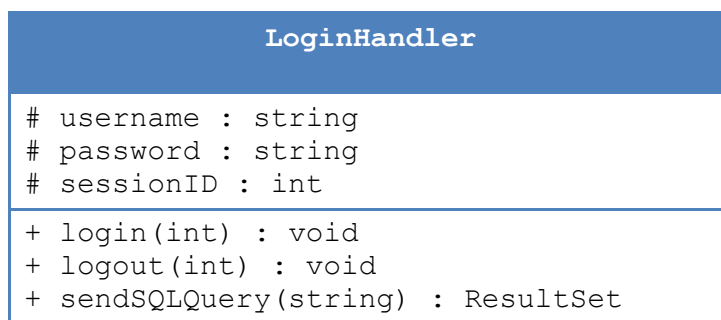 LoginHandler
# username : string
# password : string
# sessionID : int
+ login(int) : void
+ logout(int) : void
+ sendSQLQuery(string) : ResultSet